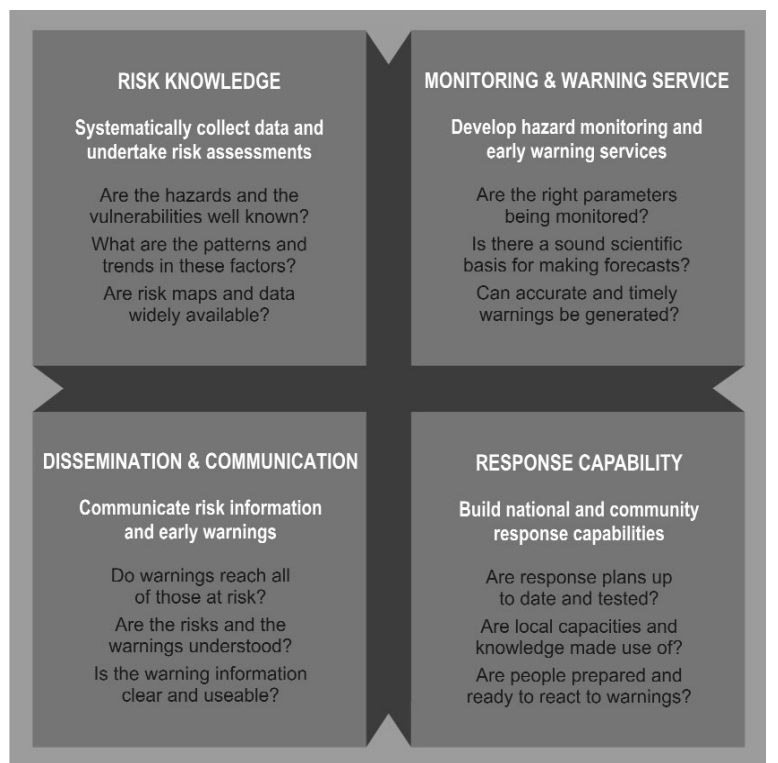 RISK KNOWLEDGE
Systematically collect data and
undertake risk assessments
Are the hazards and the
vulnerabilities well known?
What are the patterns and
trends in these factors?
Are risk maps and data
widely available?
MONITORING & WARNING SERVICE
Develop hazard monitoring and
early warning services
Are the right parameters
being monitored?
Is there a sound scientific
basis for making forecasts?
Can accurate and timely
warnings be generated?
DISSEMINATION & COMMUNICATION
Communicate risk information
and early warnings
Do warnings reach all
of those at risk?
Are the risks and the
warnings understood?
Is the warning information
clear and useable?
RESPONSE CAPABILITY
Build national and community
response capabilities
Are response plans up
to date and tested?
Are local capacities and
knowledge made use of?
Are people prepared and
ready to react to warnings?